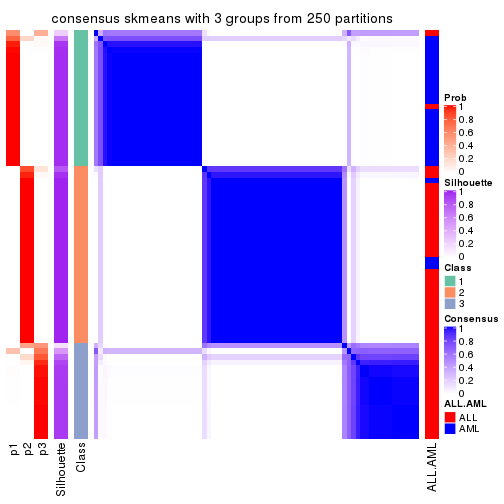 consensus skmeans with 3 groups from 250 partitions
Prob
1
0.8
0.6
0.4
0.2
0
Silhouette
1
0.8
0.6
0.4
0.2
0
Class
1
2
3
Consensus
1
0.8
0.6
0.4
0.2
0
ALL.AML
ALL
AML
p1
p2
p3
Silhouette
Class
ALL.AML